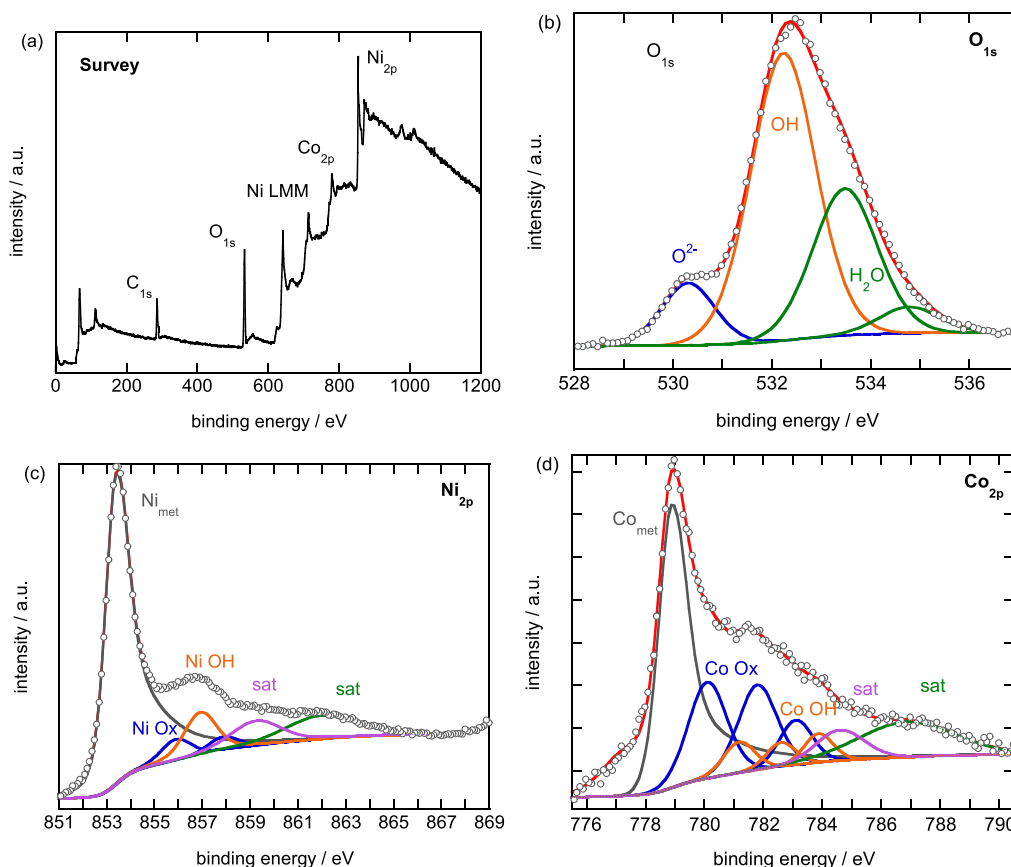 (a)
Survey
Ni2p
Co2p
Ni LMM
O1s
C1s
intensity / a.u.
0 200 400 600 800 1000 1200
binding energy / eV
(b)
O1s
O1s
OH
O2-
H2O
intensity / a.u.
528 530 532 534 536
binding energy / eV
(c)
Ni2p
Nimet
Ni OH
sat
sat
Ni Ox
intensity / a.u.
851 853 855 857 859 861 863 865 867 869
binding energy / eV
(d)
Co2p
Comet
Co Ox
sat
sat
Co OH
intensity / a.u.
776 778 780 782 784 786 788 790
binding energy / eV